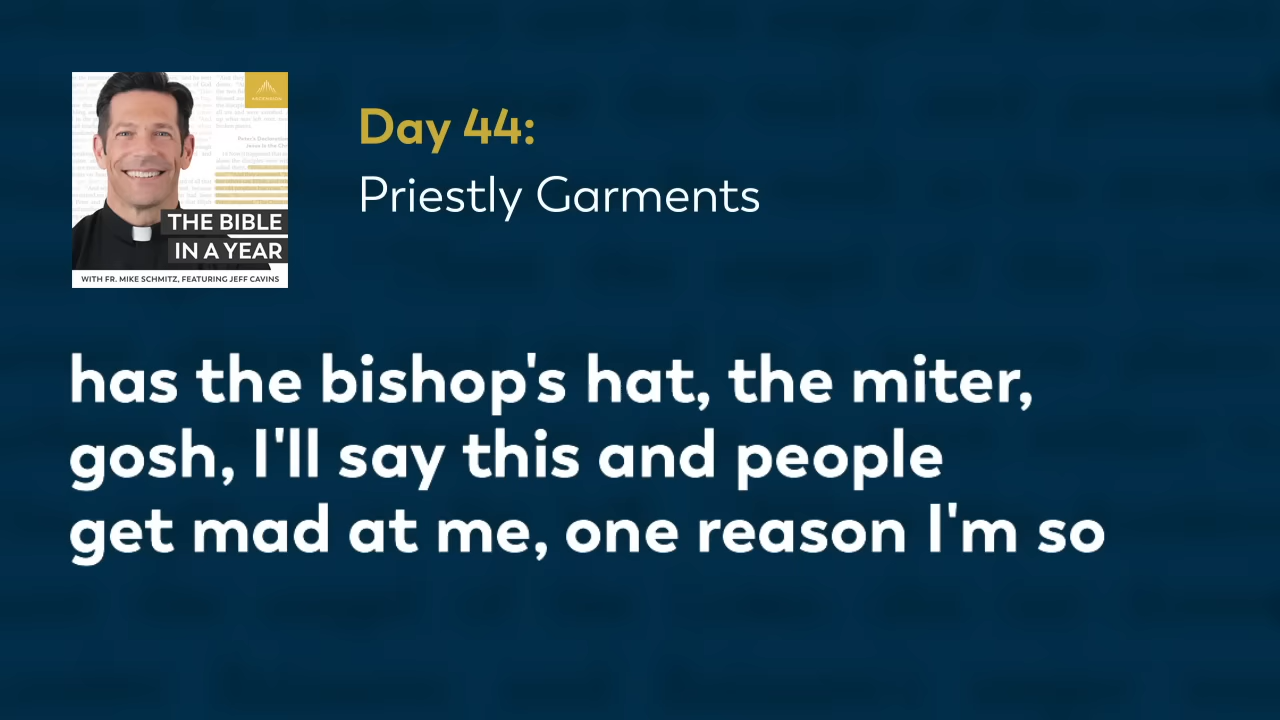 Day 44:
Priestly Garments
THE BIBLE
IN A YEAR
WITH FR. MIKE SCHMITZ, FEATURING JEFF CAVINS
has the bishop's hat, the miter,
gosh, I'll say this and people
get mad at me, one reason I'm so